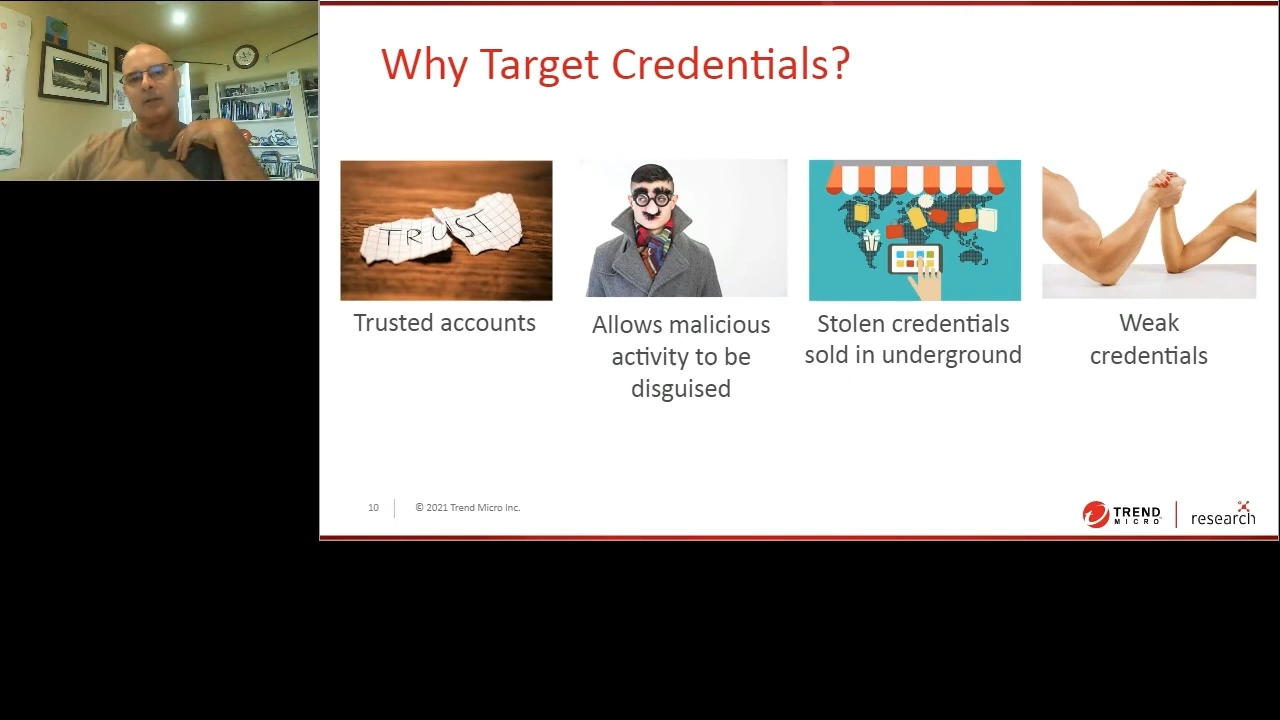 Why Target Credentials?
TRUST
Trusted accounts
Allows malicious
activity to be
disguised
Stolen credentials
sold in underground
Weak
credentials
10
© 2021 Trend Micro Inc.
TREND
MICRO
research